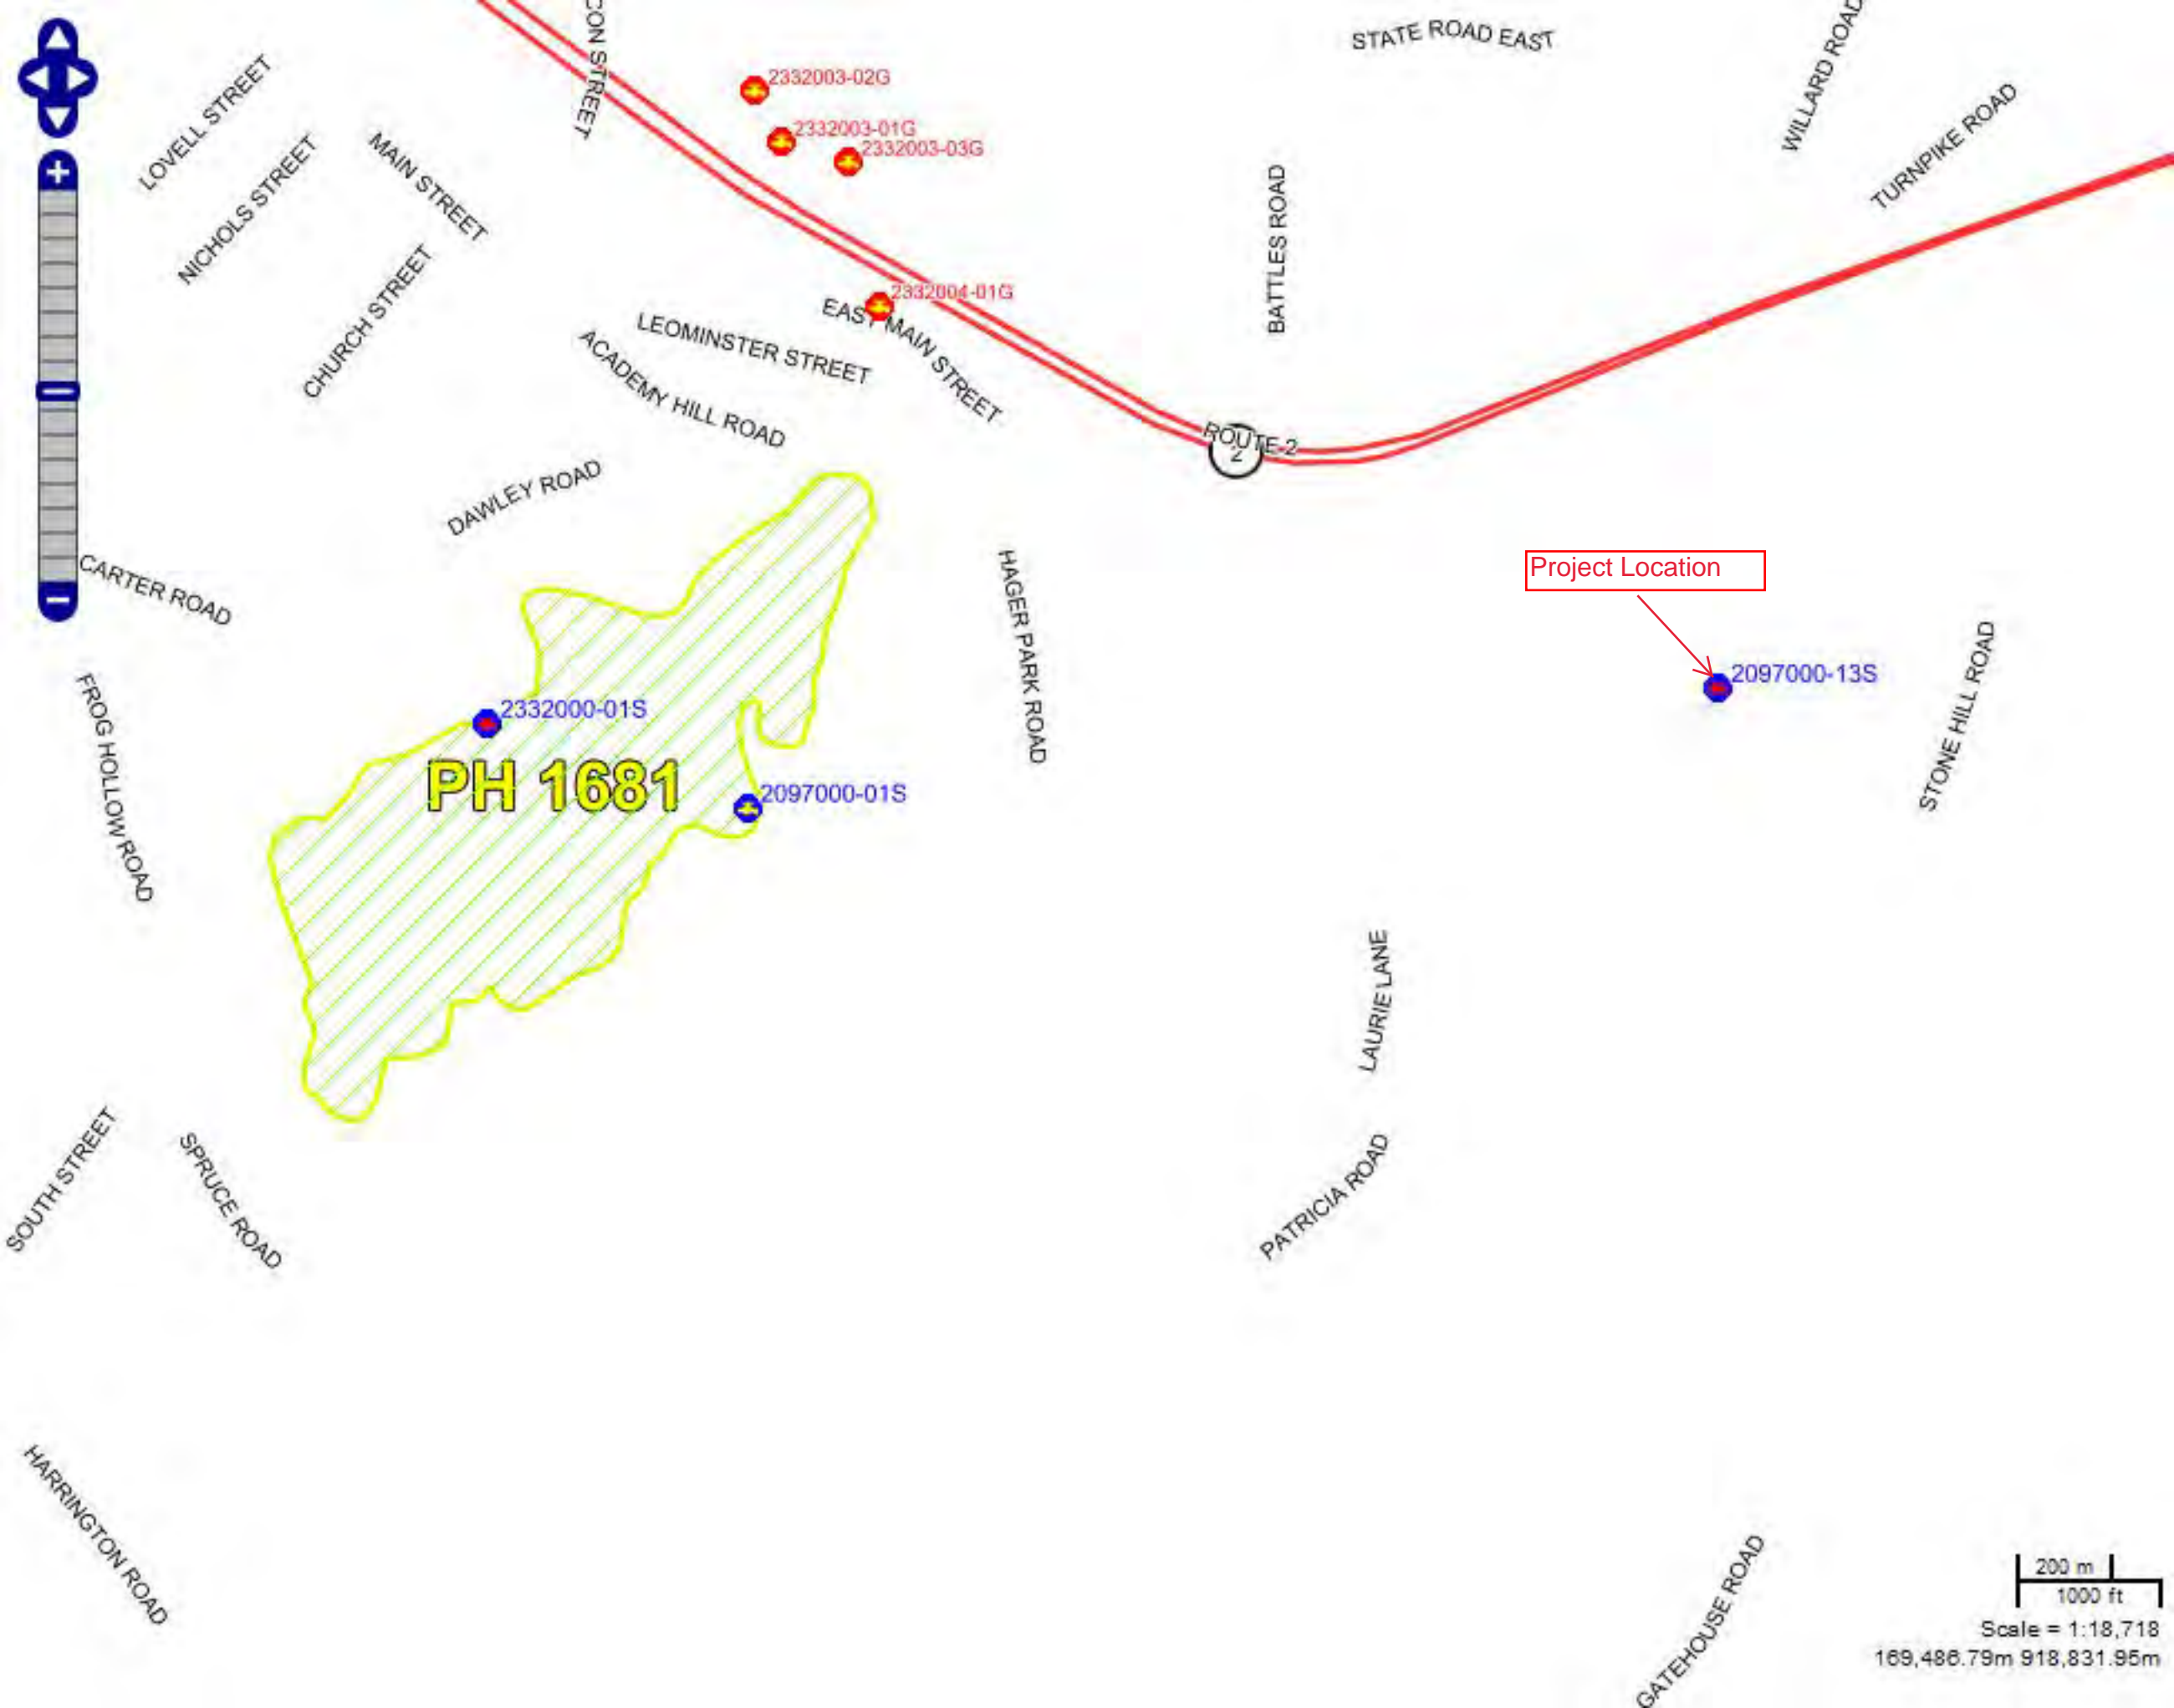 STATE ROAD EAST
WILLARD ROAD
CON STREET
LOVELL STREET
2332003-02G
TURNPIKE ROAD
2332003-01G
2332003-03G
NICHOLS STREET
MAIN STREET
BATTLES ROAD
CHURCH STREET
2332004-01G
EAST MAIN STREET
LEOMINSTER STREET
ACADEMY HILL ROAD
ROUTE 2
2
DAWLEY ROAD
CARTER ROAD
Project Location
HAGER PARK ROAD
2097000-13S
STONE HILL ROAD
2332000-01S
FROG HOLLOW ROAD
PH 1681
2097000-01S
LAURIE LANE
PATRICIA ROAD
SOUTH STREET
SPRUCE ROAD
HARRINGTON ROAD
GATEHOUSE ROAD
200 m
1000 ft
Scale = 1:18,718
169,486.79m 918,831.95m